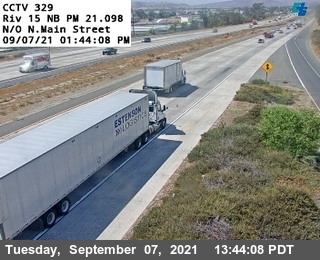 CCTV 329
Riv 15 NB PM 21.098
N/O N.Main Street
09/07/21 01:44:08 PM
ESTENSON
LOGISTICS
Tuesday, September 07, 2021 13:44:08 PDT